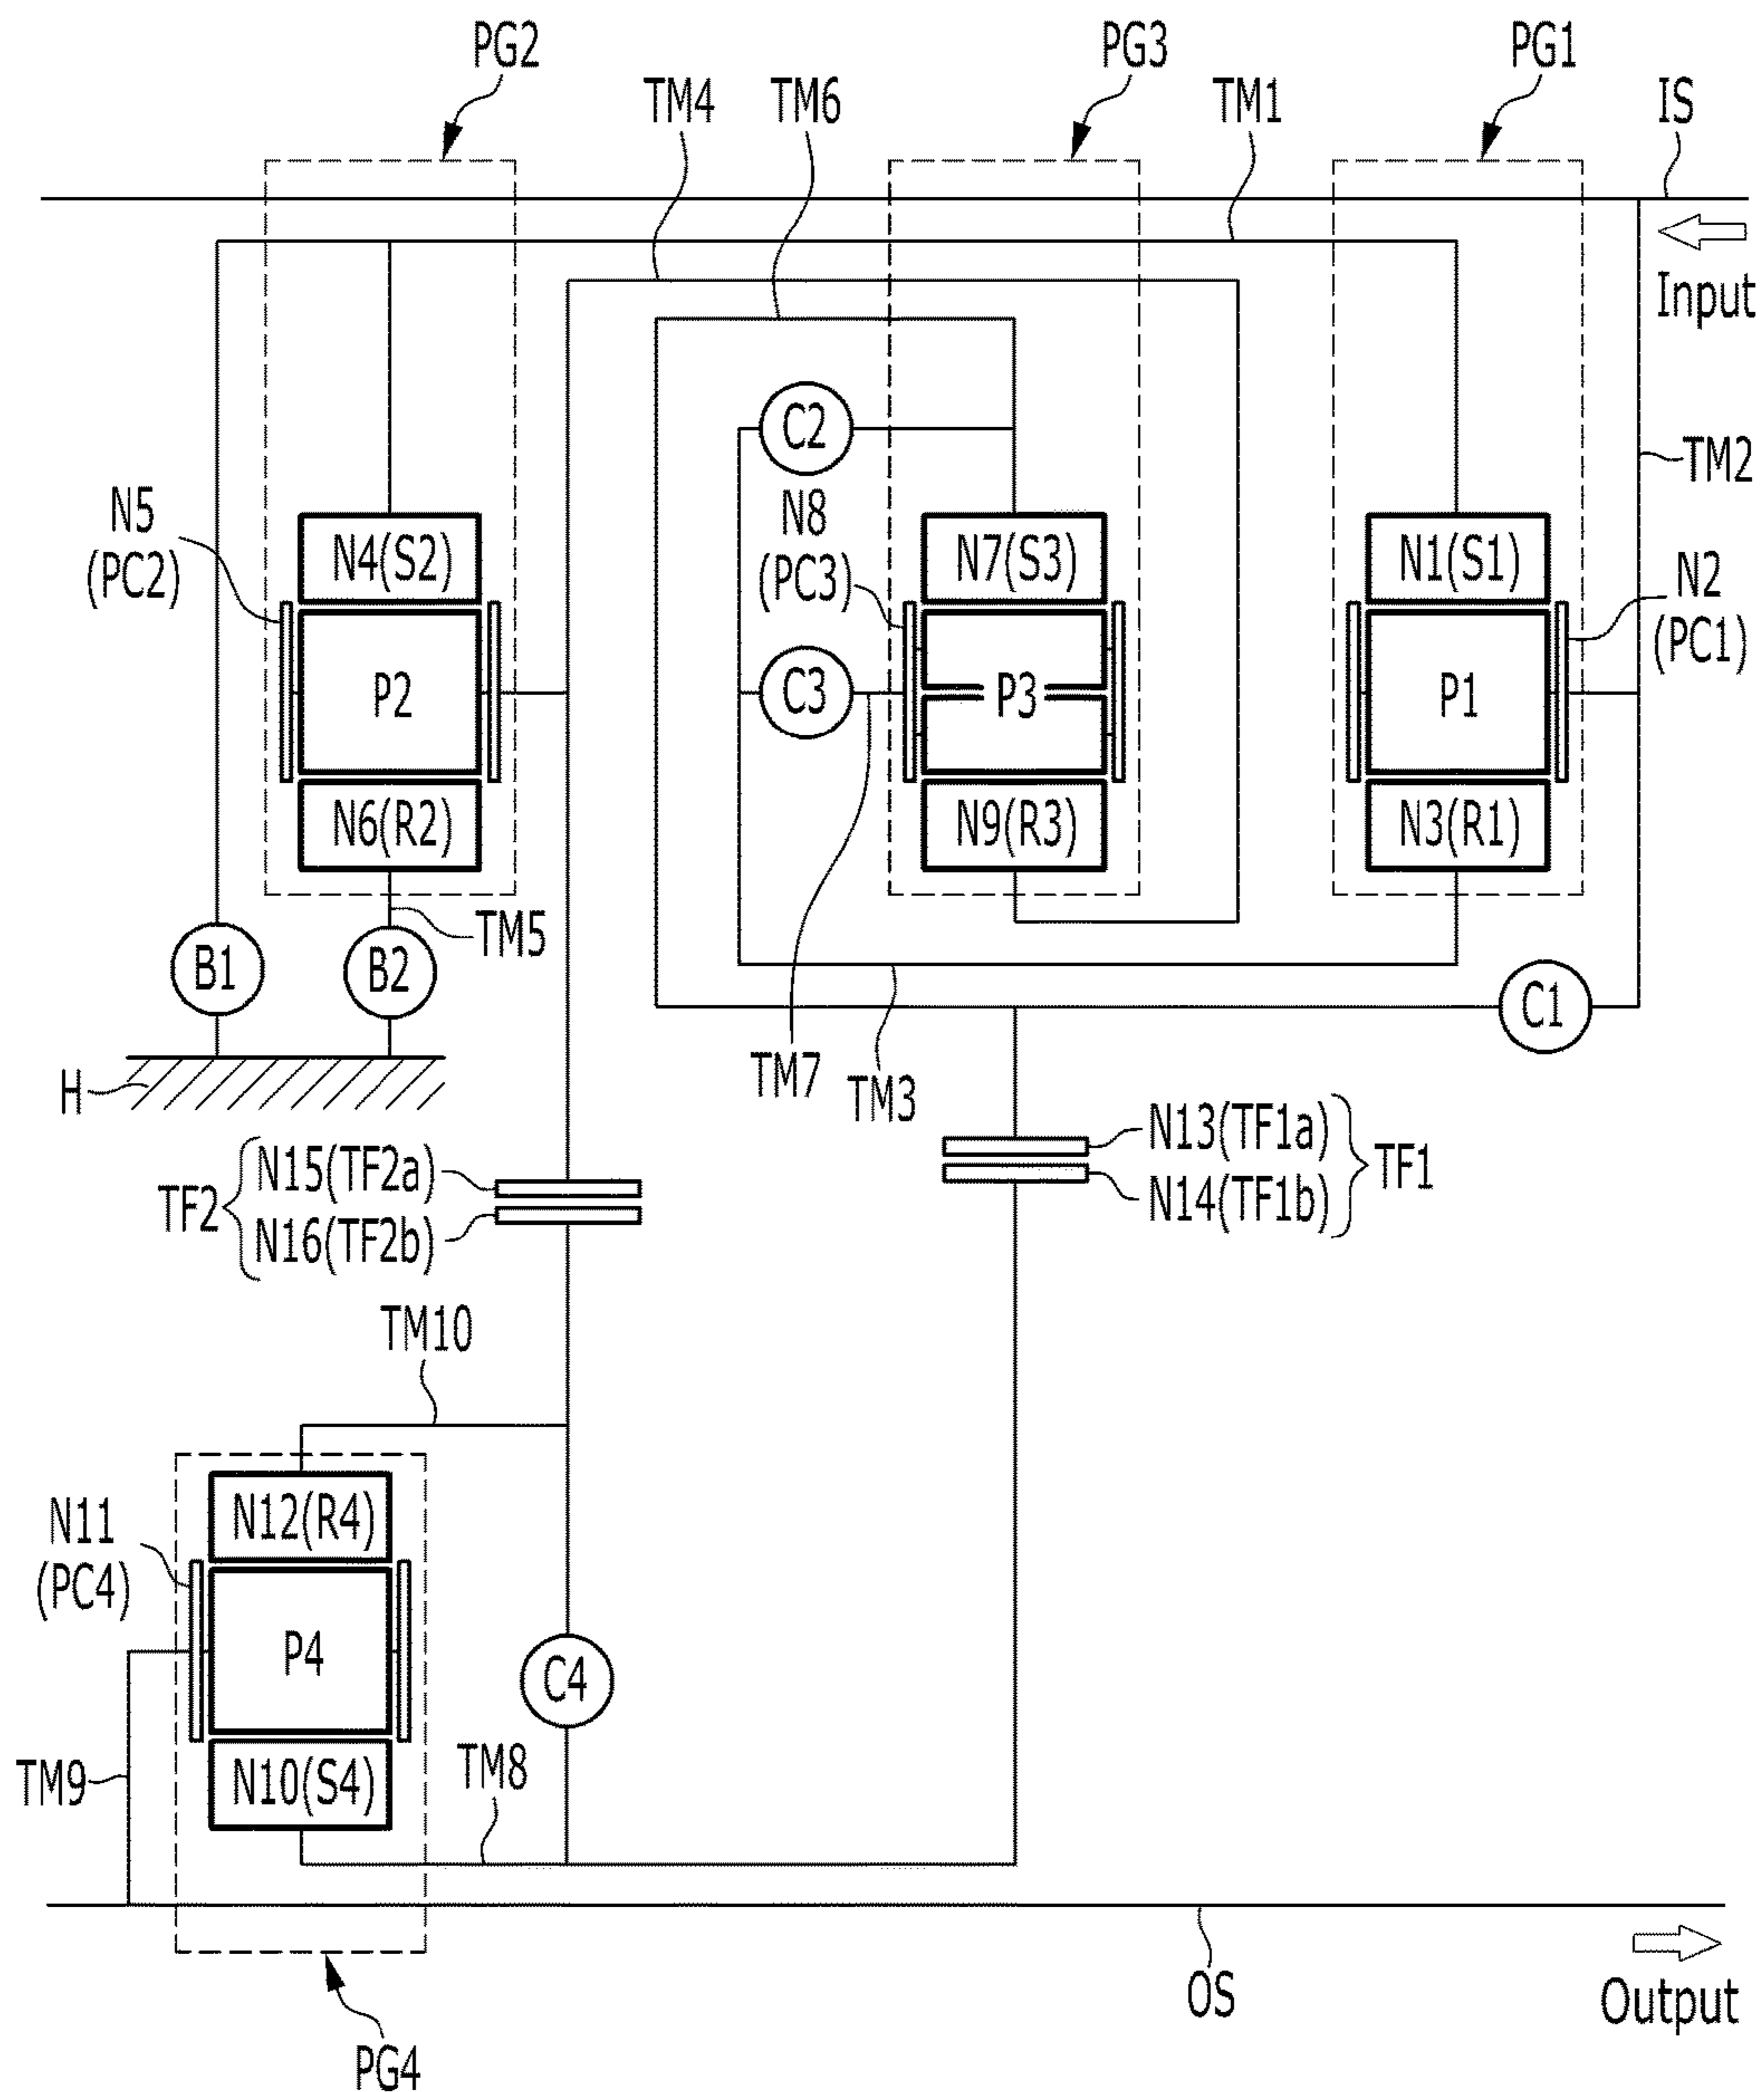 PG2
PG3
PG1
TM4
TM6
TM1
IS
Input
C2
TM2
N5
(PC2)
N4(S2)
N8
(PC3)
N7(S3)
N1(S1)
N2
(PC1)
P2
C3
P3
P1
N6(R2)
N9(R3)
N3(R1)
TM5
B1
B2
C1
H
TM7
TM3
N13(TF1a)
N14(TF1b)
TF1
TF2
N15(TF2a)
N16(TF2b)
TM10
N11
(PC4)
N12(R4)
P4
C4
TM9
N10(S4)
TM8
OS
Output
PG4